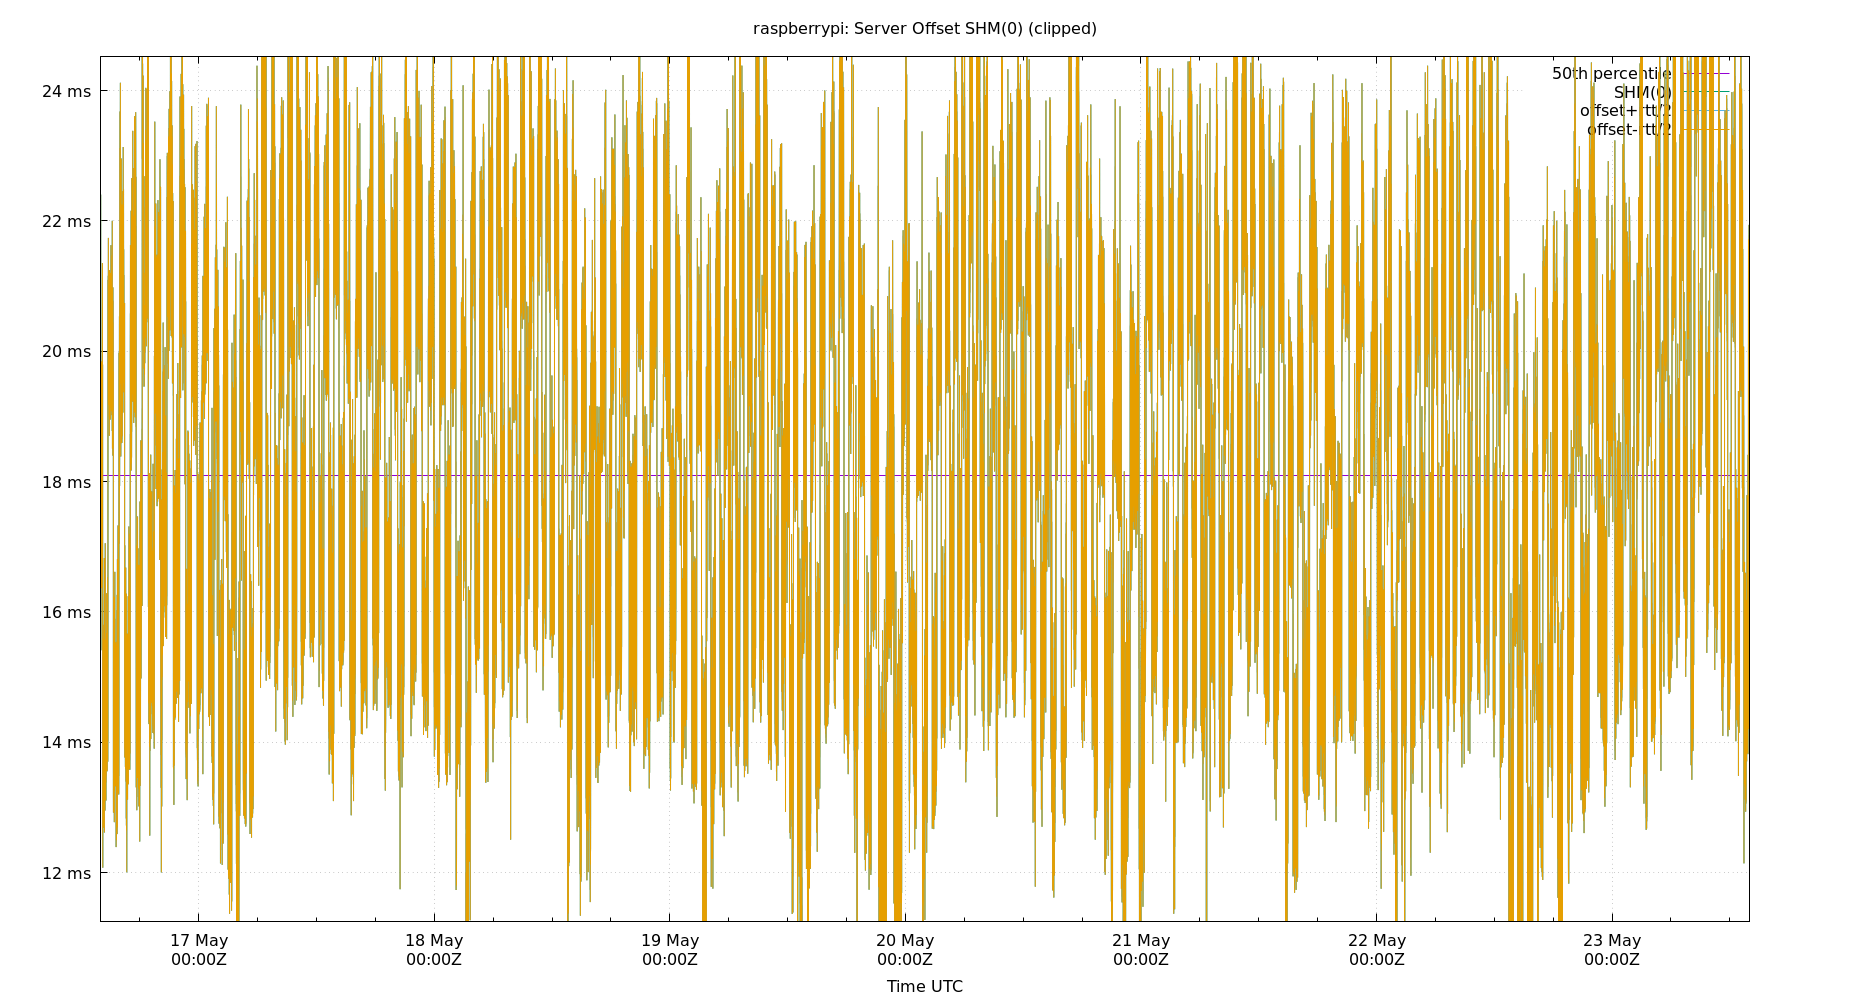 raspberrypi: Server Offset SHM(0) (clipped)
50th percentile
SHM(0)
offset+rtt/2
offset-rtt/2
24 ms
22 ms
20 ms
18 ms
16 ms
14 ms
12 ms
17 May 18 May 19 May 20 May 21 May 22 May 23 May
00:00Z 00:00Z 00:00Z 00:00Z 00:00Z 00:00Z 00:00Z
Time UTC